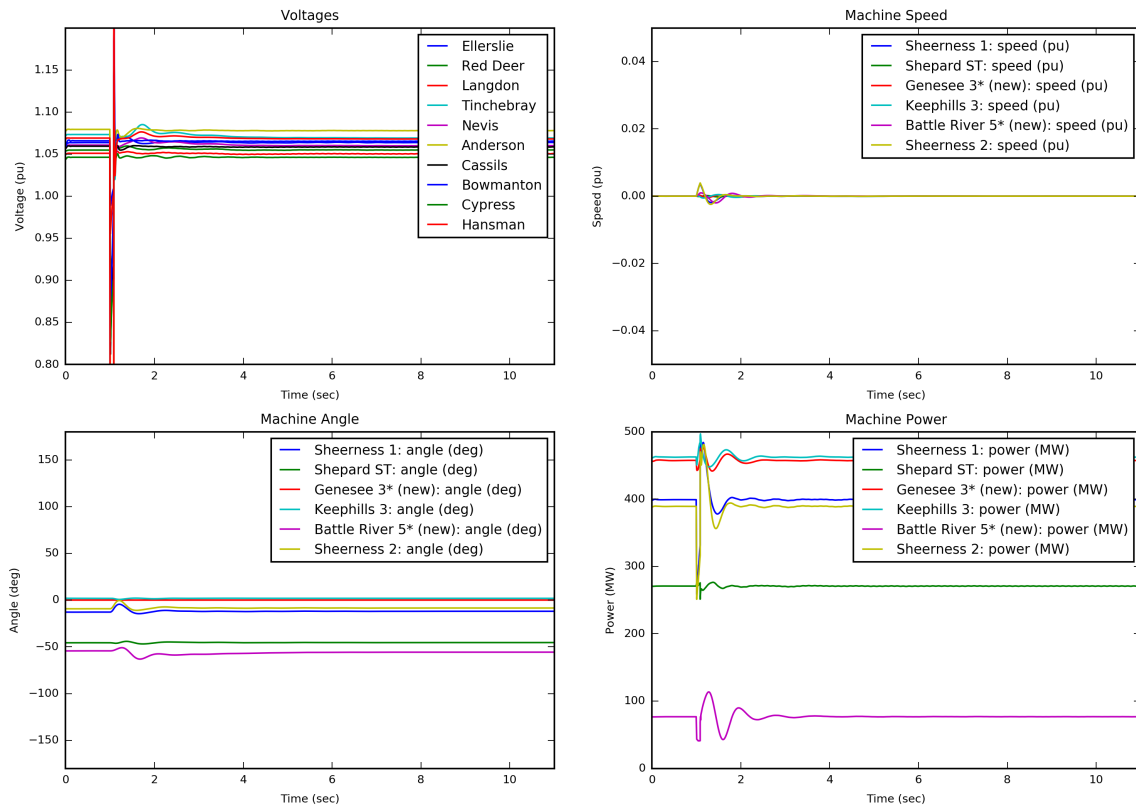 Voltages
1.15
1.10
1.05
1.00
0.95
0.90
0.85
0.80
Voltage (pu)
0 2 4 6 8 10
Time (sec)
Ellerslie
Red Deer
Langdon
Tinchebray
Nevis
Anderson
Cassils
Bowmanton
Cypress
Hansman
Machine Speed
0.04
0.02
0.00
−0.02
−0.04
Speed (pu)
0 2 4 6 8 10
Time (sec)
Sheerness 1: speed (pu)
Shepard ST: speed (pu)
Genesee 3* (new): speed (pu)
Keephills 3: speed (pu)
Battle River 5* (new): speed (pu)
Sheerness 2: speed (pu)
Machine Angle
150
100
50
0
−50
−100
−150
Angle (deg)
0 2 4 6 8 10
Time (sec)
Sheerness 1: angle (deg)
Shepard ST: angle (deg)
Genesee 3* (new): angle (deg)
Keephills 3: angle (deg)
Battle River 5* (new): angle (deg)
Sheerness 2: angle (deg)
Machine Power
500
400
300
200
100
0
Power (MW)
0 2 4 6 8 10
Time (sec)
Sheerness 1: power (MW)
Shepard ST: power (MW)
Genesee 3* (new): power (MW)
Keephills 3: power (MW)
Battle River 5* (new): power (MW)
Sheerness 2: power (MW)